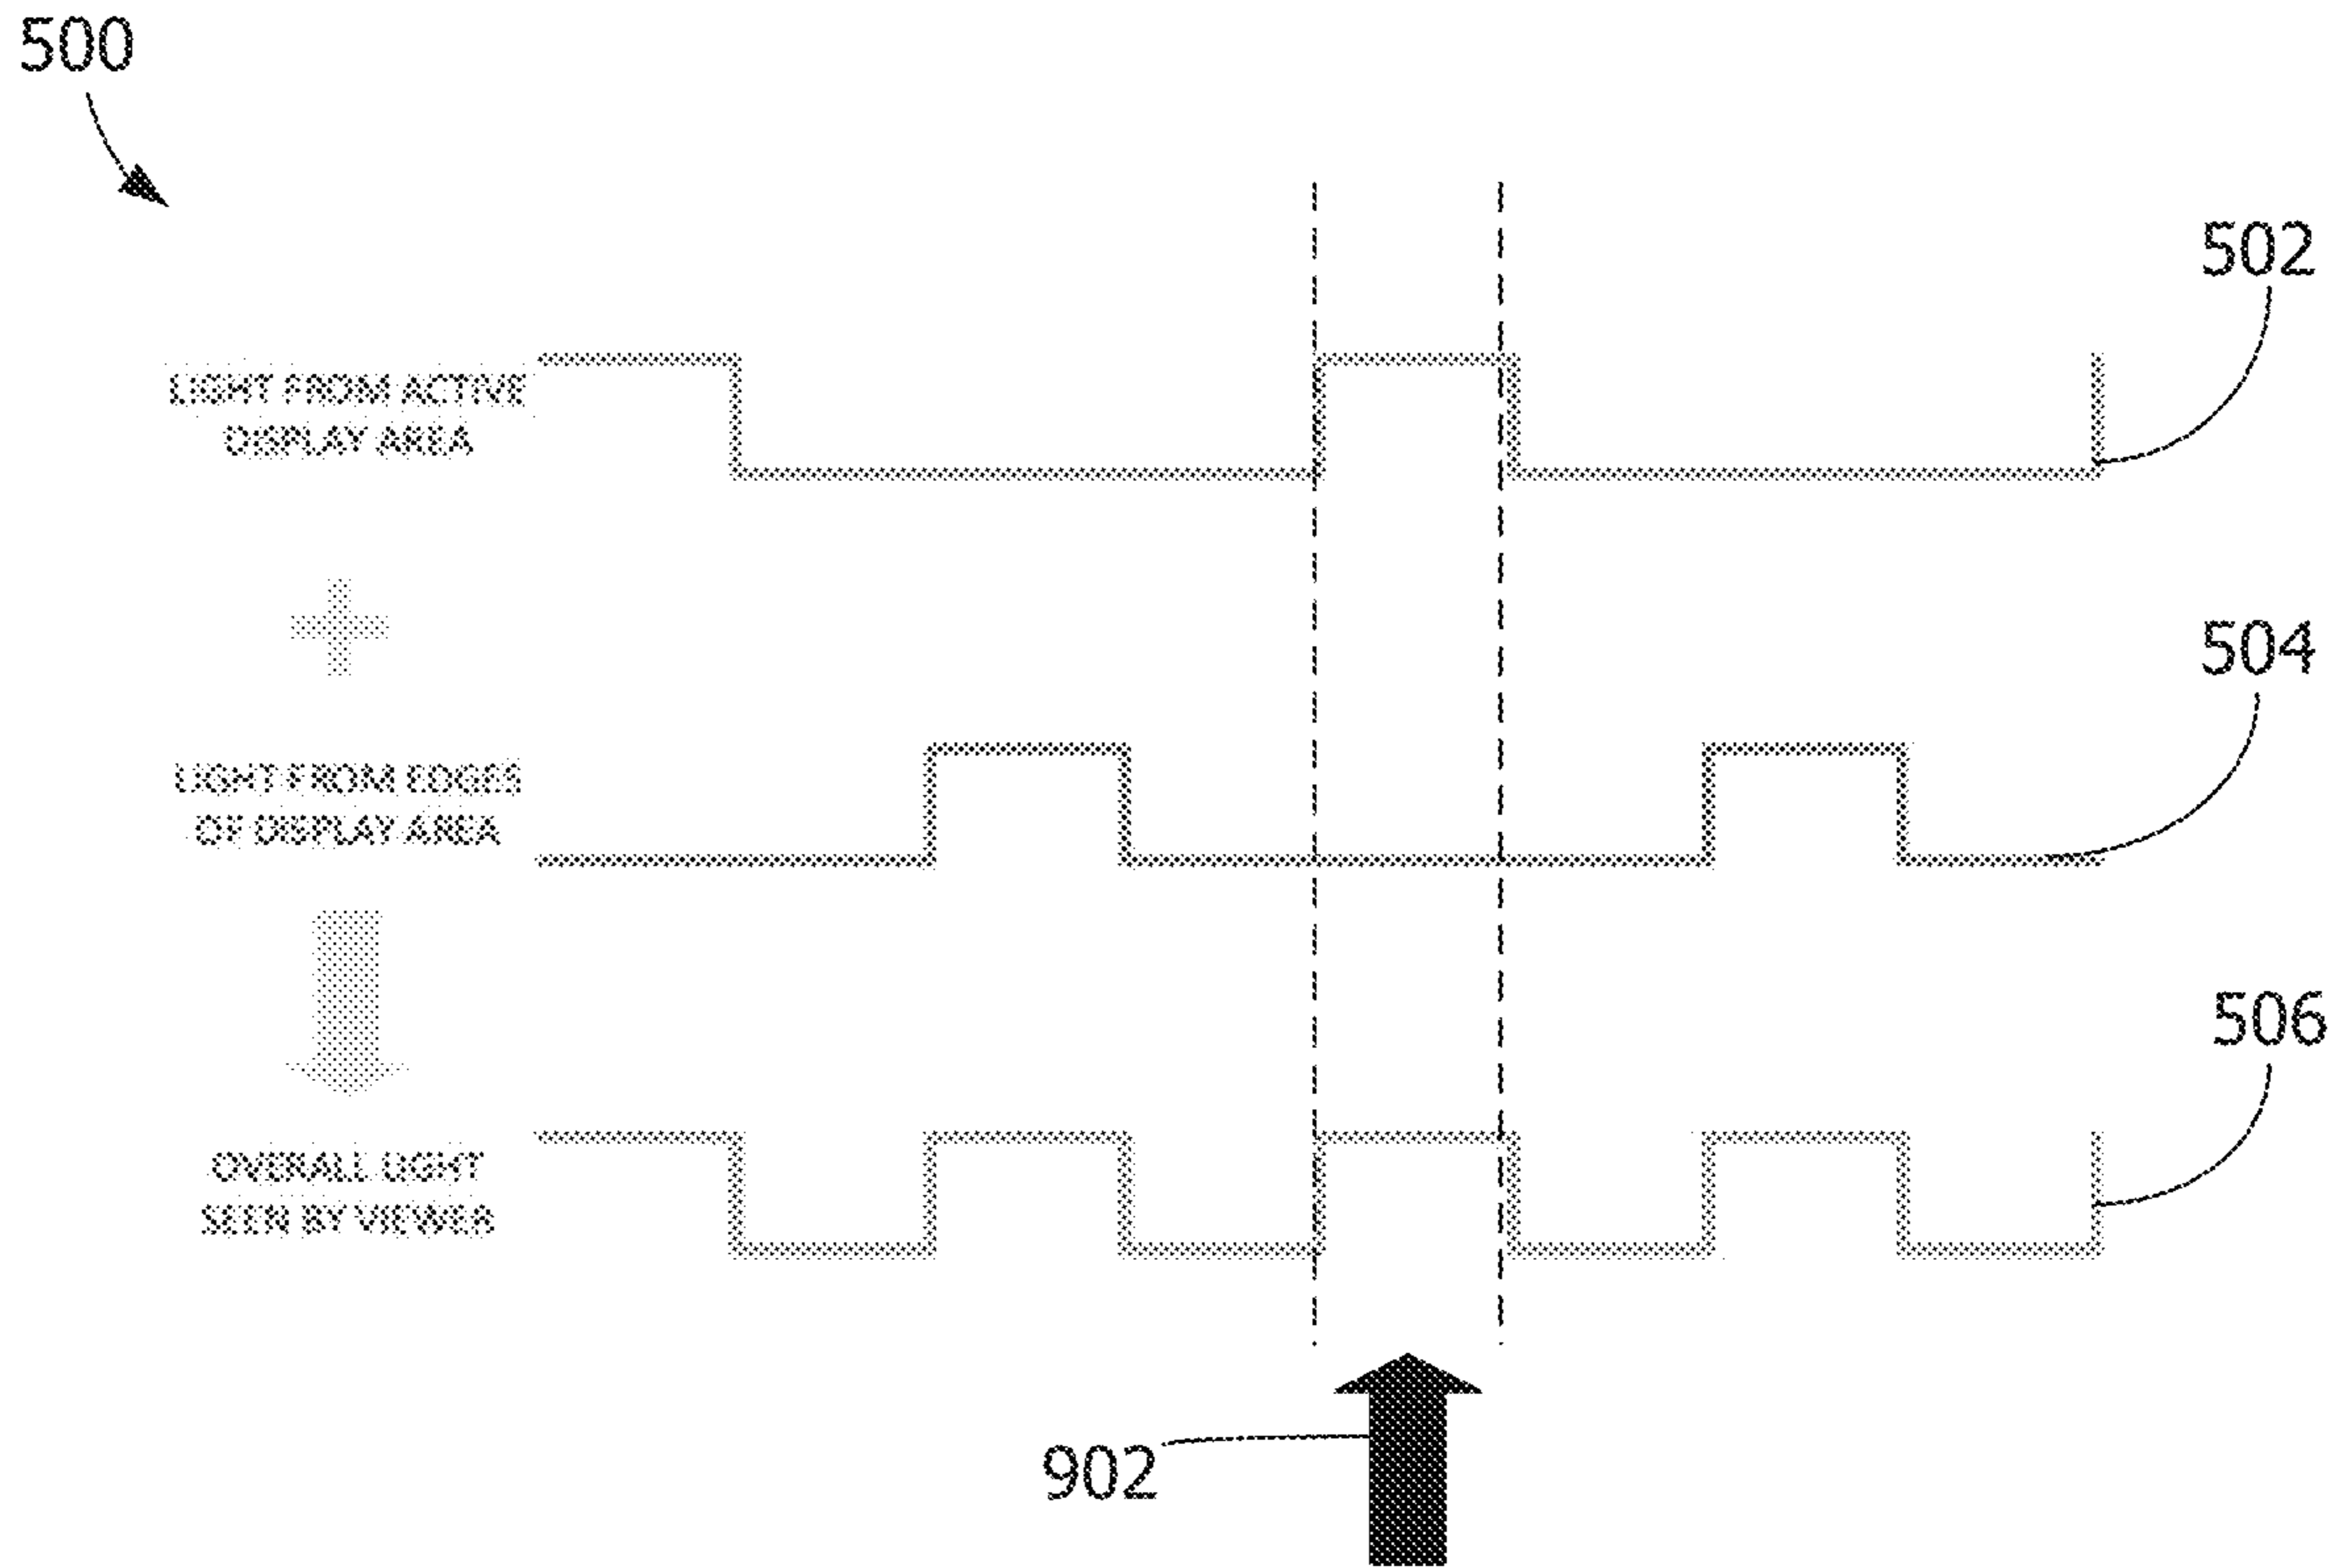 500
502
LIGHT FROM ACTIVE
DISPLAY AREA
504
LIGHT FROM EDGES
OF DISPLAY AREA
506
OVERALL LIGHT
SEEN BY VIEWER
902